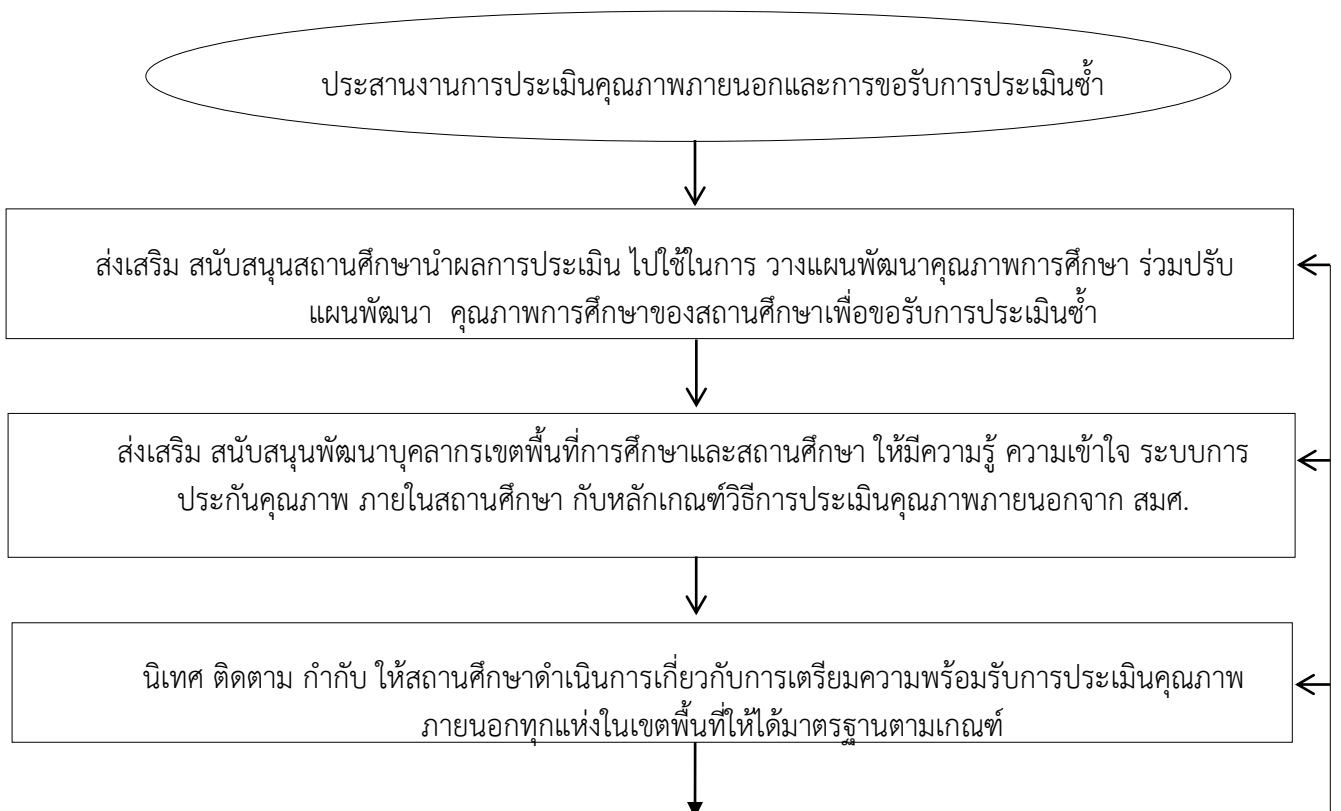 ประสานงานการประเมินคุณภาพภายนอกและการขอรับการประเมินซ้ำ
ส่งเสริม สนับสนุนสถานศึกษานำผลการประเมิน ไปใช้ในการ วางแผนพัฒนาคุณภาพการศึกษา ร่วมปรับ
แผนพัฒนา คุณภาพการศึกษาของสถานศึกษาเพื่อขอรับการประเมินซ้ำ
ส่งเสริม สนับสนุนพัฒนาบุคลากรเขตพื้นที่การศึกษาและสถานศึกษา ให้มีความรู้ ความเข้าใจ ระบบการ
ประกันคุณภาพ ภายในสถานศึกษา กับหลักเกณฑ์วิธีการประเมินคุณภาพภายนอกจาก สมศ.
นิเทศ ติดตาม กำกับ ให้สถานศึกษาดำเนินการเกี่ยวกับการเตรียมความพร้อมรับการประเมินคุณภาพ
ภายนอกทุกแห่งในเขตพื้นที่ให้ได้มาตรฐานตามเกณฑ์